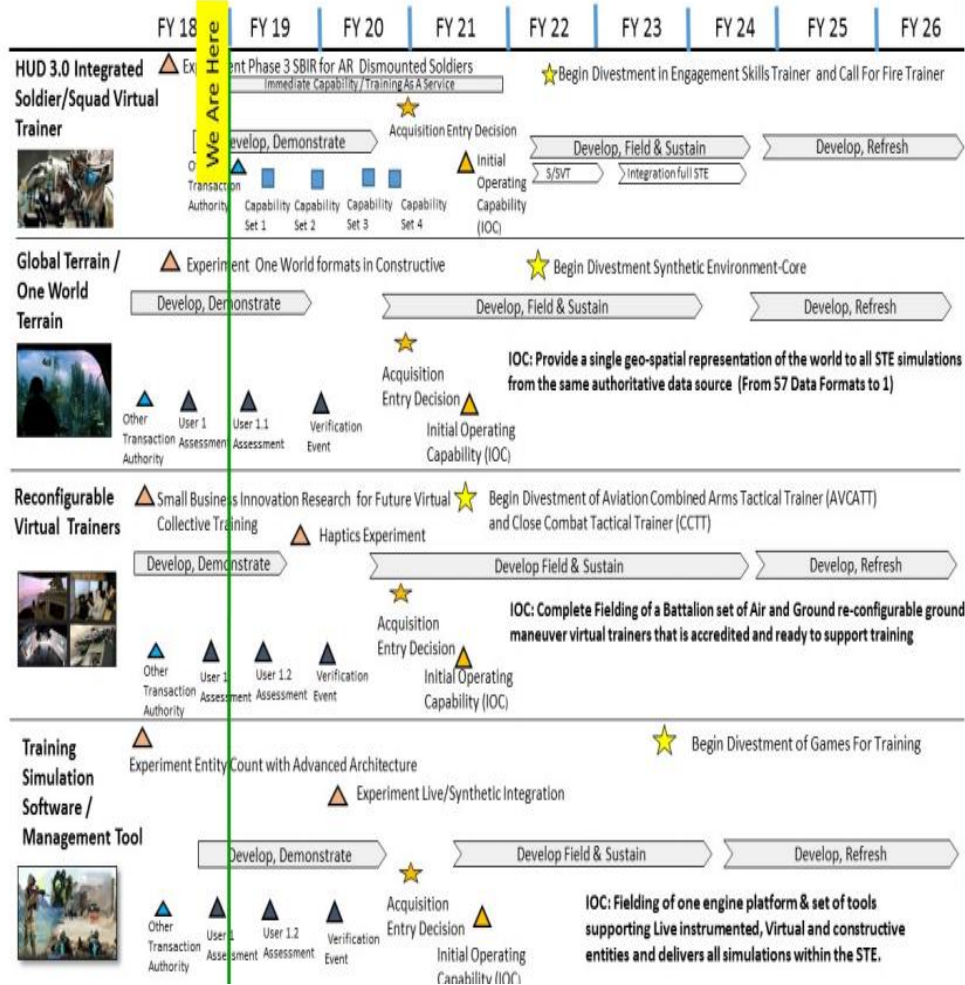 FY 18 FY 19 FY 20 FY 21 FY 22 FY 23 FY 24 FY 25 FY 26
We Are Here
HUD 3.0 Integrated
Soldier/Squad Virtual
Trainer
Phase 3 SBIR for AR Dismounted Soldiers
Immediate Capability / Training As A Service
Begin Divestment in Engagement Skills Trainer and Call For Fire Trainer
Acquisition Entry Decision
Develop, Demonstrate
Develop, Field & Sustain
Develop, Refresh
S/SVT
Integration full STE
Transaction
Authority
Capability
Set 1
Capability
Set 2
Capability
Set 3
Capability
Set 4
Initial
Operating
Capability
(IOC)
Global Terrain /
One World
Terrain
Experiment One World formats in Constructive
Begin Divestment Synthetic Environment-Core
Develop, Demonstrate
Develop, Field & Sustain
Develop, Refresh
Acquisition
Entry Decision
IOC: Provide a single geo-spatial representation of the world to all STE simulations
from the same authoritative data source (From 57 Data Formats to 1)
Other
Transaction
Authority
User 1
Assessment
User 1.1
Assessment
Verification
Event
Initial Operating
Capability (IOC)
Reconfigurable
Virtual Trainers
Small Business Innovation Research for Future Virtual
Collective Training
Begin Divestment of Aviation Combined Arms Tactical Trainer (AVCATT)
and Close Combat Tactical Trainer (CCTT)
Haptics Experiment
Develop, Demonstrate
Develop Field & Sustain
Develop, Refresh
Acquisition
Entry Decision
IOC: Complete Fielding of a Battalion set of Air and Ground re-configurable ground
maneuver virtual trainers that is accredited and ready to support training
Other
Transaction
Authority
User 1
Assessment
User 1.2
Assessment
Verification
Event
Initial Operating
Capability (IOC)
Training
Simulation
Software /
Management Tool
Experiment Entity Count with Advanced Architecture
Begin Divestment of Games For Training
Experiment Live/Synthetic Integration
Develop, Demonstrate
Develop Field & Sustain
Develop, Refresh
Other
Transaction
Authority
User 1
Assessment
User 1.2
Assessment
Verification
Event
Acquisition
Entry Decision
Initial Operating
Capability (IOC)
IOC: Fielding of one engine platform & set of tools
supporting Live instrumented, Virtual and constructive
entities and delivers all simulations within the STE.